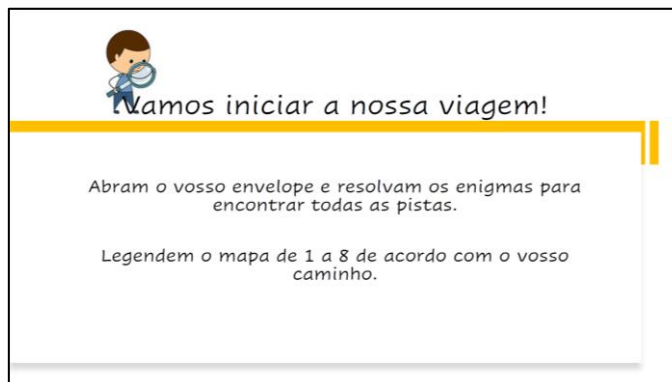 Vamos iniciar a nossa viagem!
Abram o vosso envelope e resolvam os enigmas para
encontrar todas as pistas.
Legendem o mapa de 1 a 8 de acordo com o vosso
caminho.